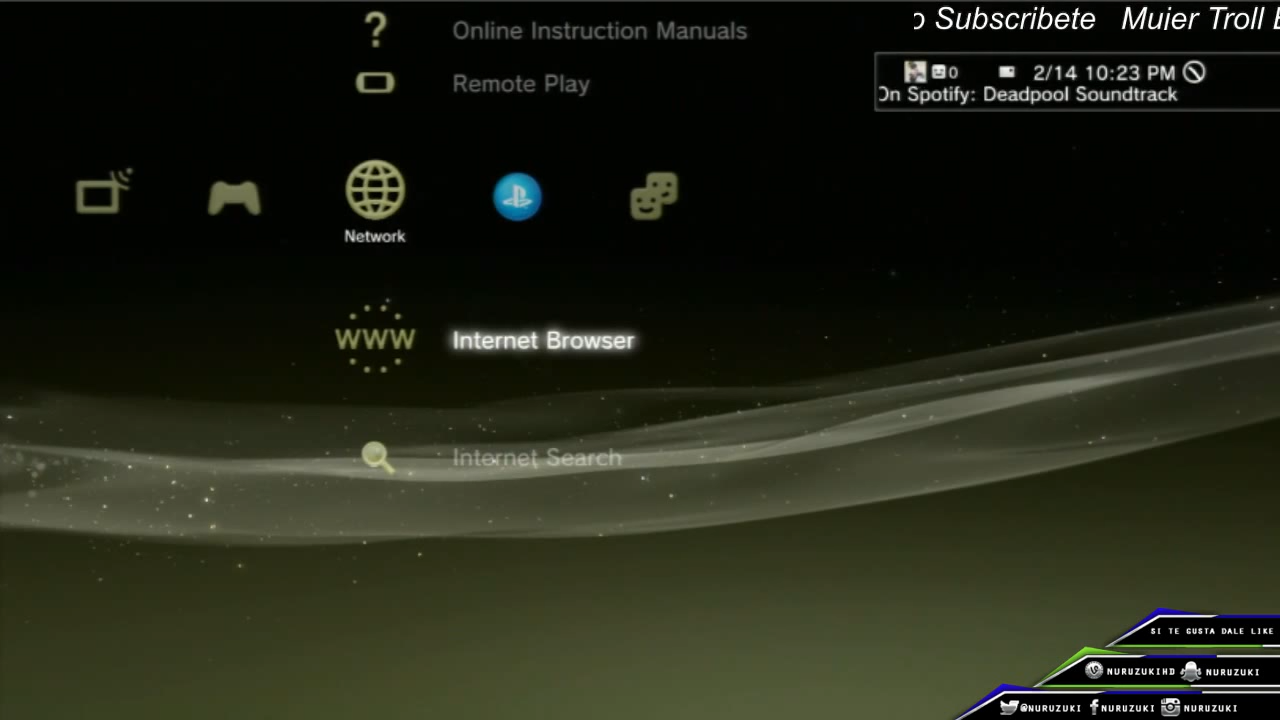 o Subscribete Mujer Troll
Online Instruction Manuals
Remote Play
0 2/14 10:23 PM
On Spotify: Deadpool Soundtrack
Network
WWW
Internet Browser
Internet Search
SI TE GUSTA DALE LIKE
NURUZUKIHD NURUZUKI
@NURUZUKI NURUZUKI NURUZUKI